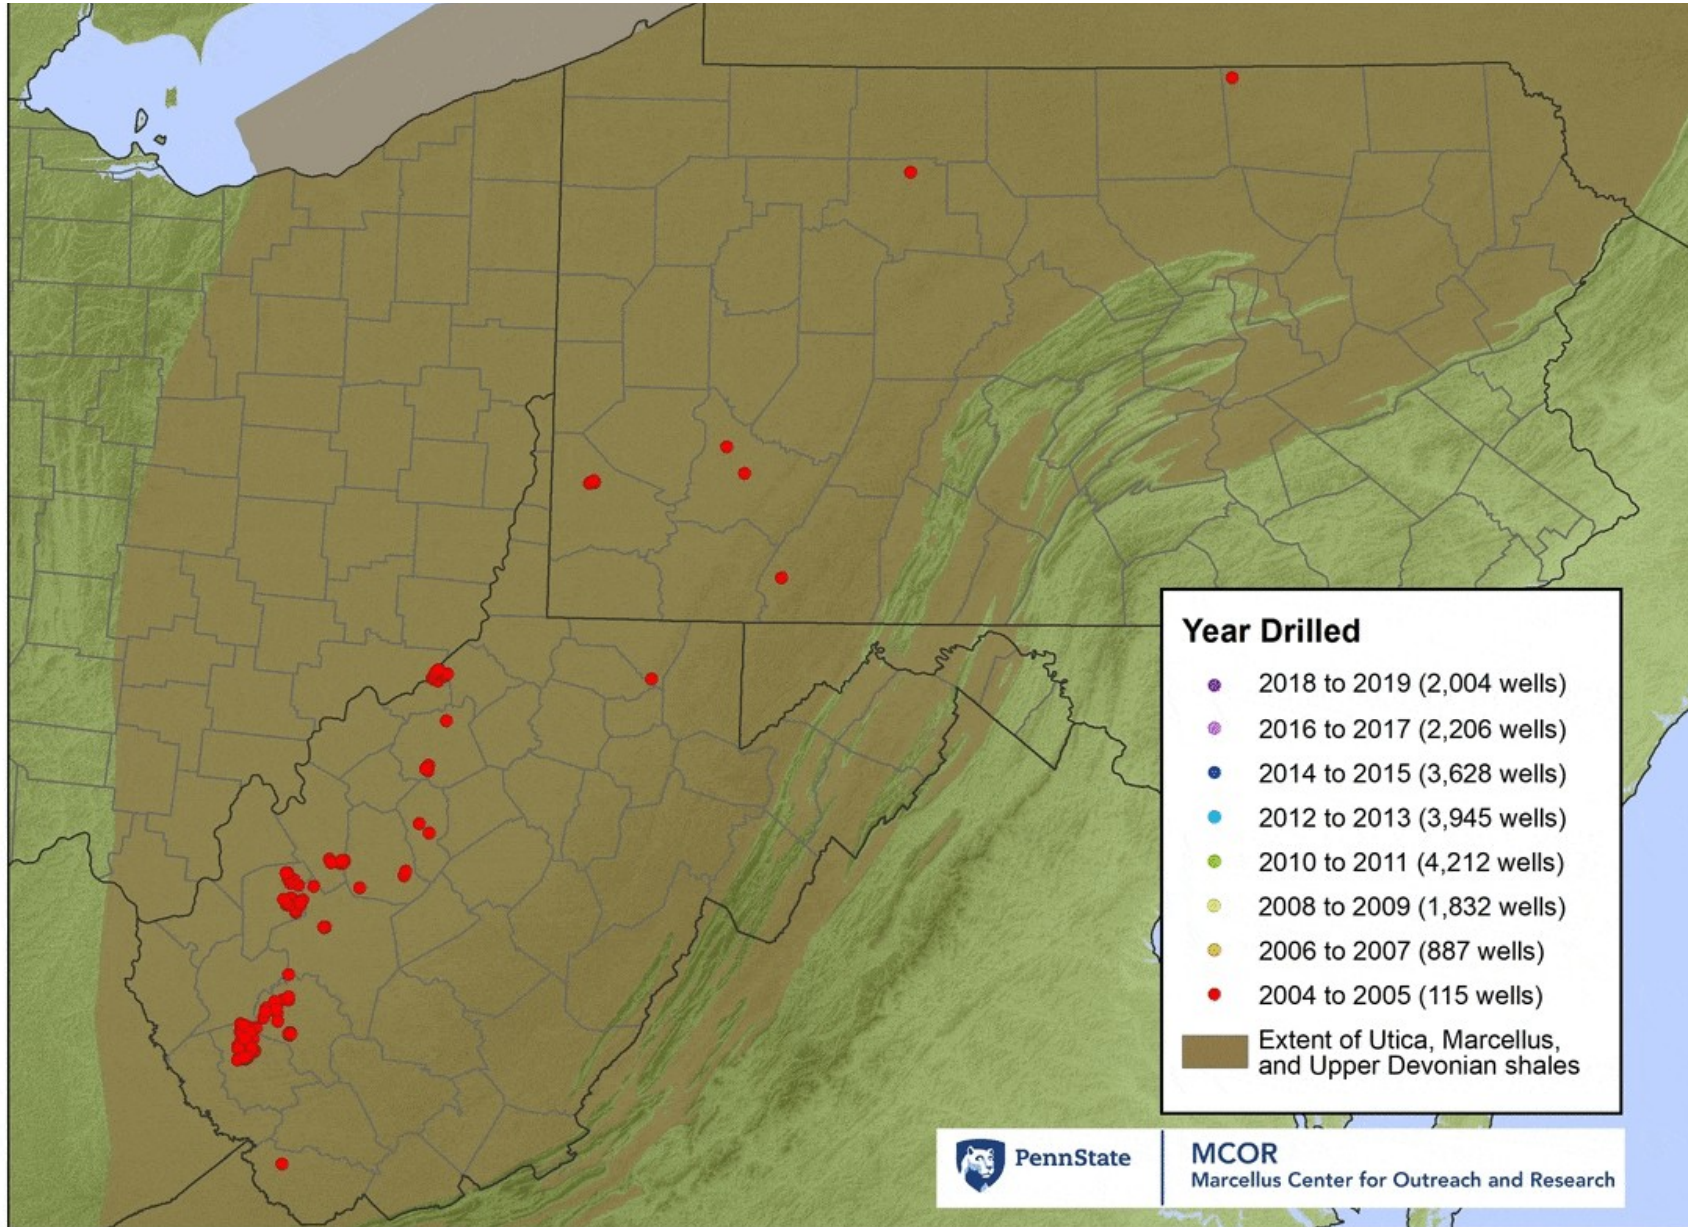 Year Drilled
2018 to 2019 (2,004 wells)
2016 to 2017 (2,206 wells)
2014 to 2015 (3,628 wells)
2012 to 2013 (3,945 wells)
2010 to 2011 (4,212 wells)
2008 to 2009 (1,832 wells)
2006 to 2007 (887 wells)
2004 to 2005 (115 wells)
Extent of Utica, Marcellus,
and Upper Devonian shales
PennState
MCOR
Marcellus Center for Outreach and Research